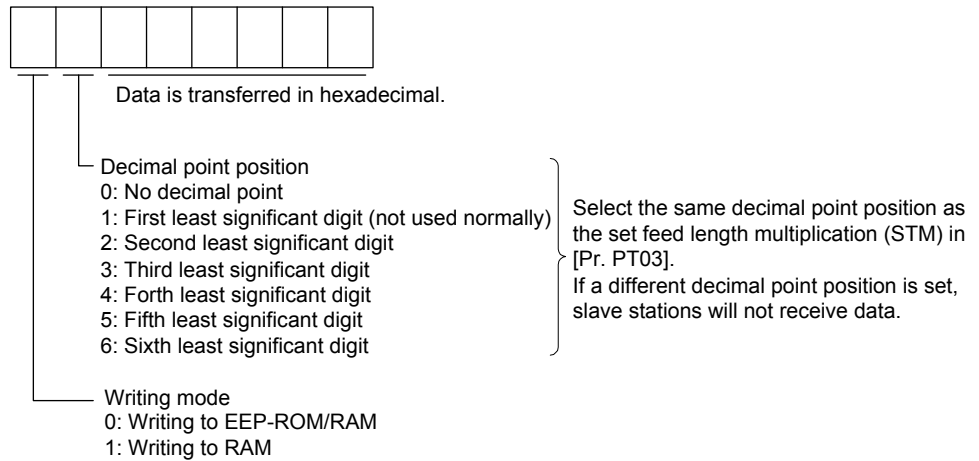 Data is transferred in hexadecimal.
Decimal point position
0: No decimal point
1: First least significant digit (not used normally)
2: Second least significant digit
3: Third least significant digit
4: Forth least significant digit
5: Fifth least significant digit
6: Sixth least significant digit
Select the same decimal point position as
the set feed length multiplication (STM) in
[Pr. PT03].
If a different decimal point position is set,
slave stations will not receive data.
Writing mode
0: Writing to EEP-ROM/RAM
1: Writing to RAM